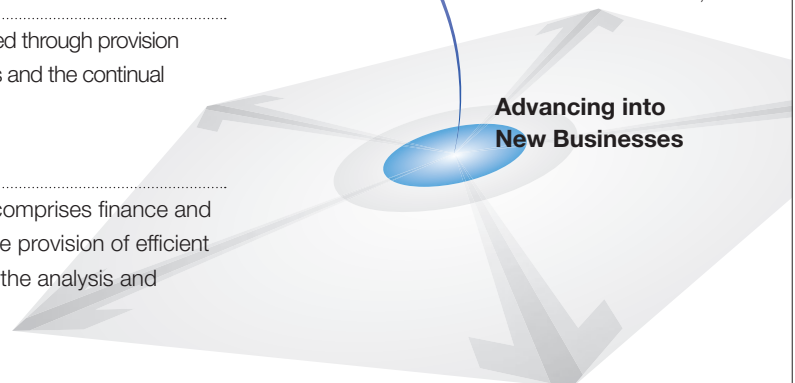 ed through provision
s and the continual
Advancing into
New Businesses
comprises finance and
e provision of efficient
the analysis and